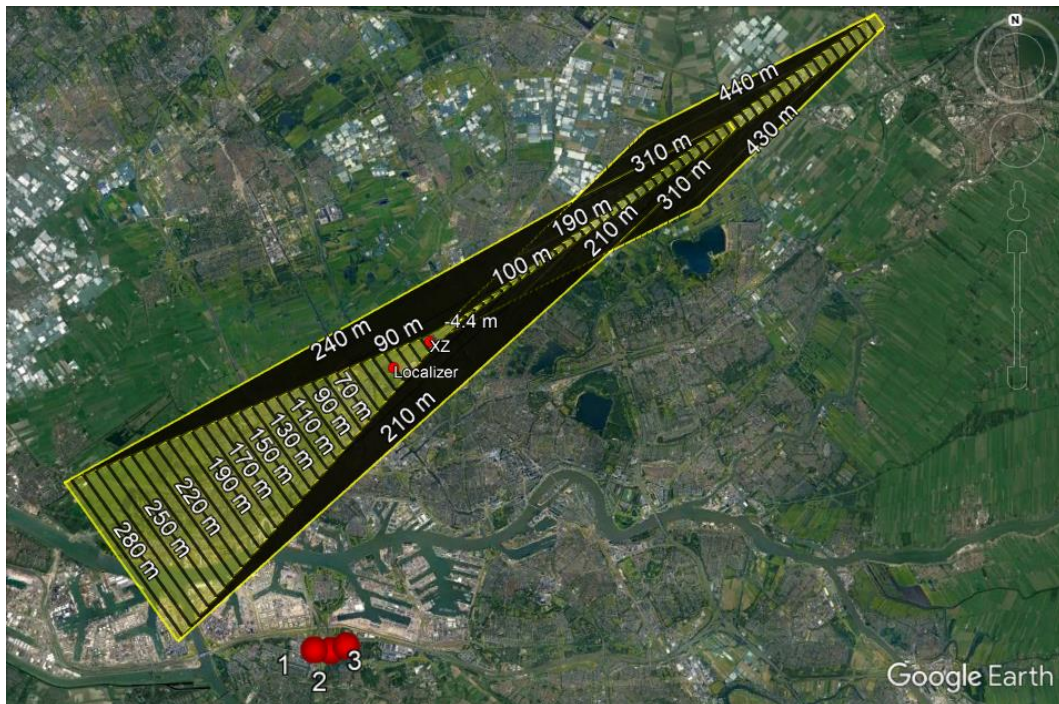 N
440 m
310 m
430 m
310 m
190 m
210 m
100 m
-4.4 m
240 m
90 m
XZ
Localizer
70 m
210 m
90 m
110 m
130 m
150 m
170 m
190 m
220 m
250 m
280 m
1
2
3
Google Earth